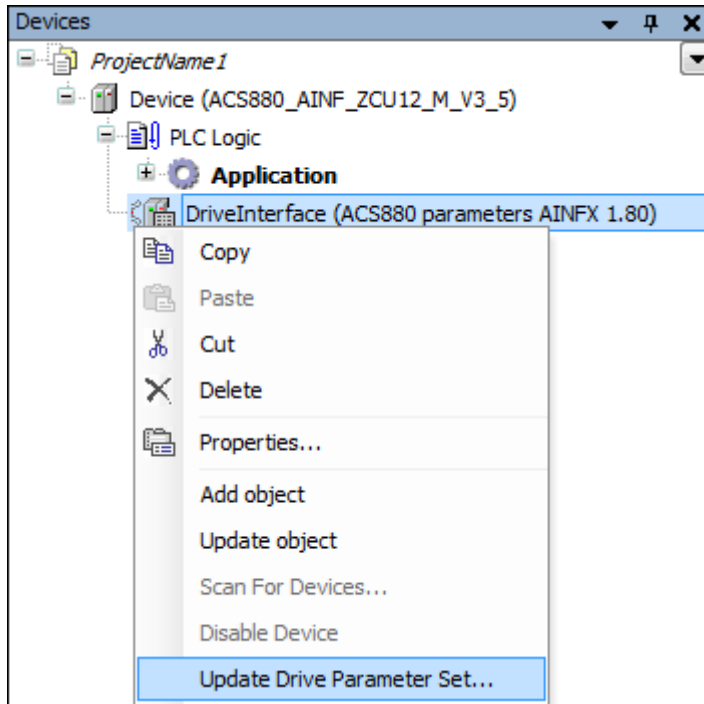 Devices
ProjectName1
Device (ACS880_AINF_ZCU12_M_V3_5)
PLC Logic
Application
DriveInterface (ACS880 parameters AINFX 1.80)
Copy
Paste
Cut
Delete
Properties...
Add object
Update object
Scan For Devices...
Disable Device
Update Drive Parameter Set...